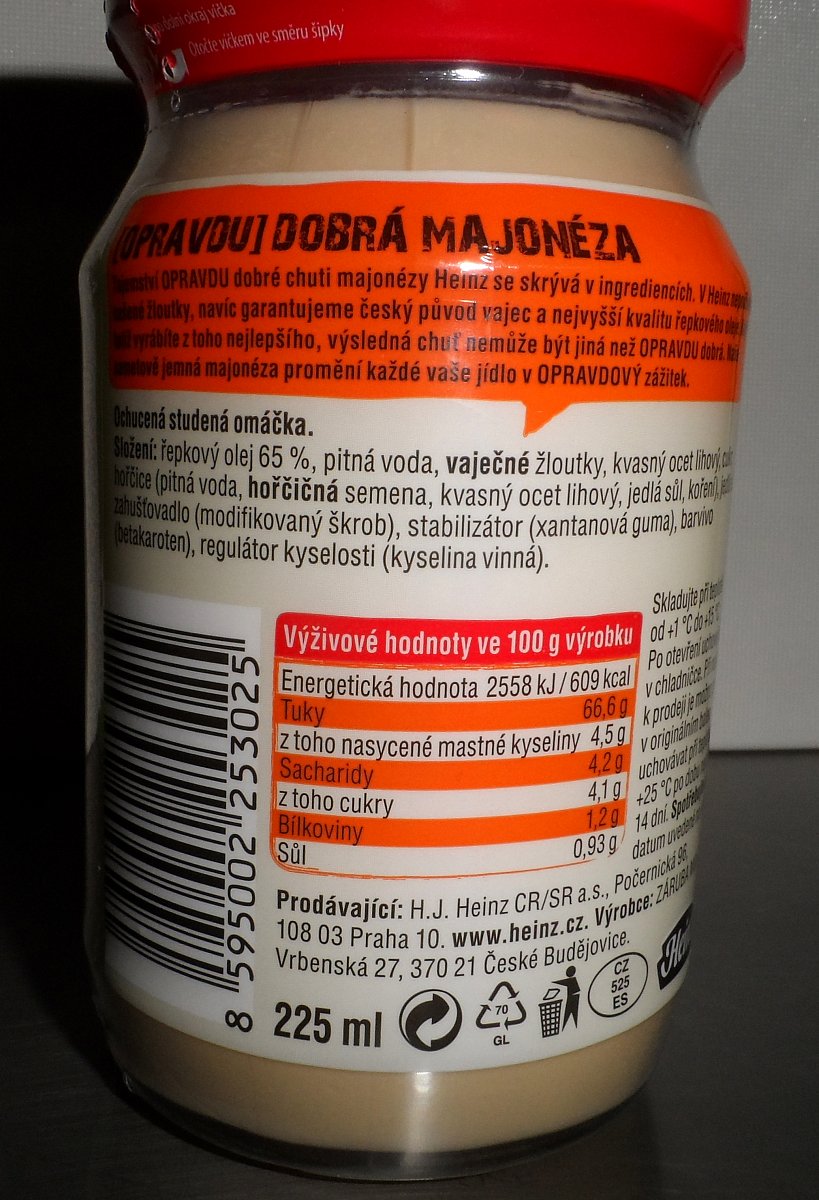 okraj víčka
Otočte víčkem ve směru šipky
[OPRAVDU] DOBRÁ MAJONÉZA
OPRAVDU dobré chuti majonézy Heinz se skrývá v ingrediencích. V Heinz
žloutky, navíc garantujeme český původ vajec a nejvyšší kvalitu řepkového oleje.
vyrábíte z toho nejlepšího, výsledná chuť nemůže být jiná než OPRAVDU dobrá.
jemná majonéza promění každé vaše jídlo v OPRAVDOVÝ zážitek.
Ochucená studená omáčka.
Složení: řepkový olej 65 %, pitná voda, vaječné žloutky, kvasný ocet lihový,
hořčice (pitná voda, hořčičná semena, kvasný ocet lihový, jedlá sůl, koření),
zahušťovadlo (modifikovaný škrob), stabilizátor (xantanová guma), barvivo
(betakaroten), regulátor kyselosti (kyselina vinná).
Výživové hodnoty ve 100 g výrobku
Energetická hodnota 2558 kJ / 609 kcal
Tuky 66,6 g
z toho nasycené mastné kyseliny 4,5 g
Sacharidy 4,2 g
z toho cukry 4,1 g
Bílkoviny 1,2 g
Sůl 0,93 g
Skladujte při
od +1 °C do +15 °C
Po otevření
v chladničce.
k prodeji je
v originálním
uchovávat při
+25 °C po dobu
14 dní.
datum uvedené
Prodávající: H.J. Heinz CR/SR a.s., Počernická 96,
108 03 Praha 10. www.heinz.cz. Výrobce: ZÁRUBA
Vrbenská 27, 370 21 České Budějovice.
8 595002 253025
225 ml
70
GL
CZ
525
ES